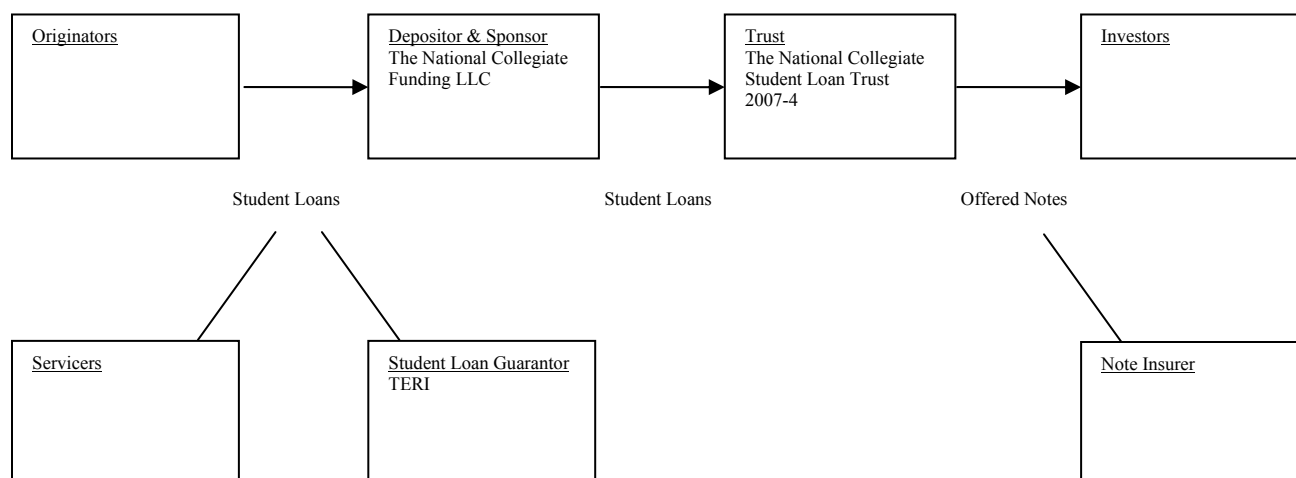 Originators
Depositor & Sponsor
The National Collegiate
Funding LLC
Trust
The National Collegiate
Student Loan Trust
2007-4
Investors
Student Loans
Student Loans
Offered Notes
Servicers
Student Loan Guarantor
TERI
Note Insurer